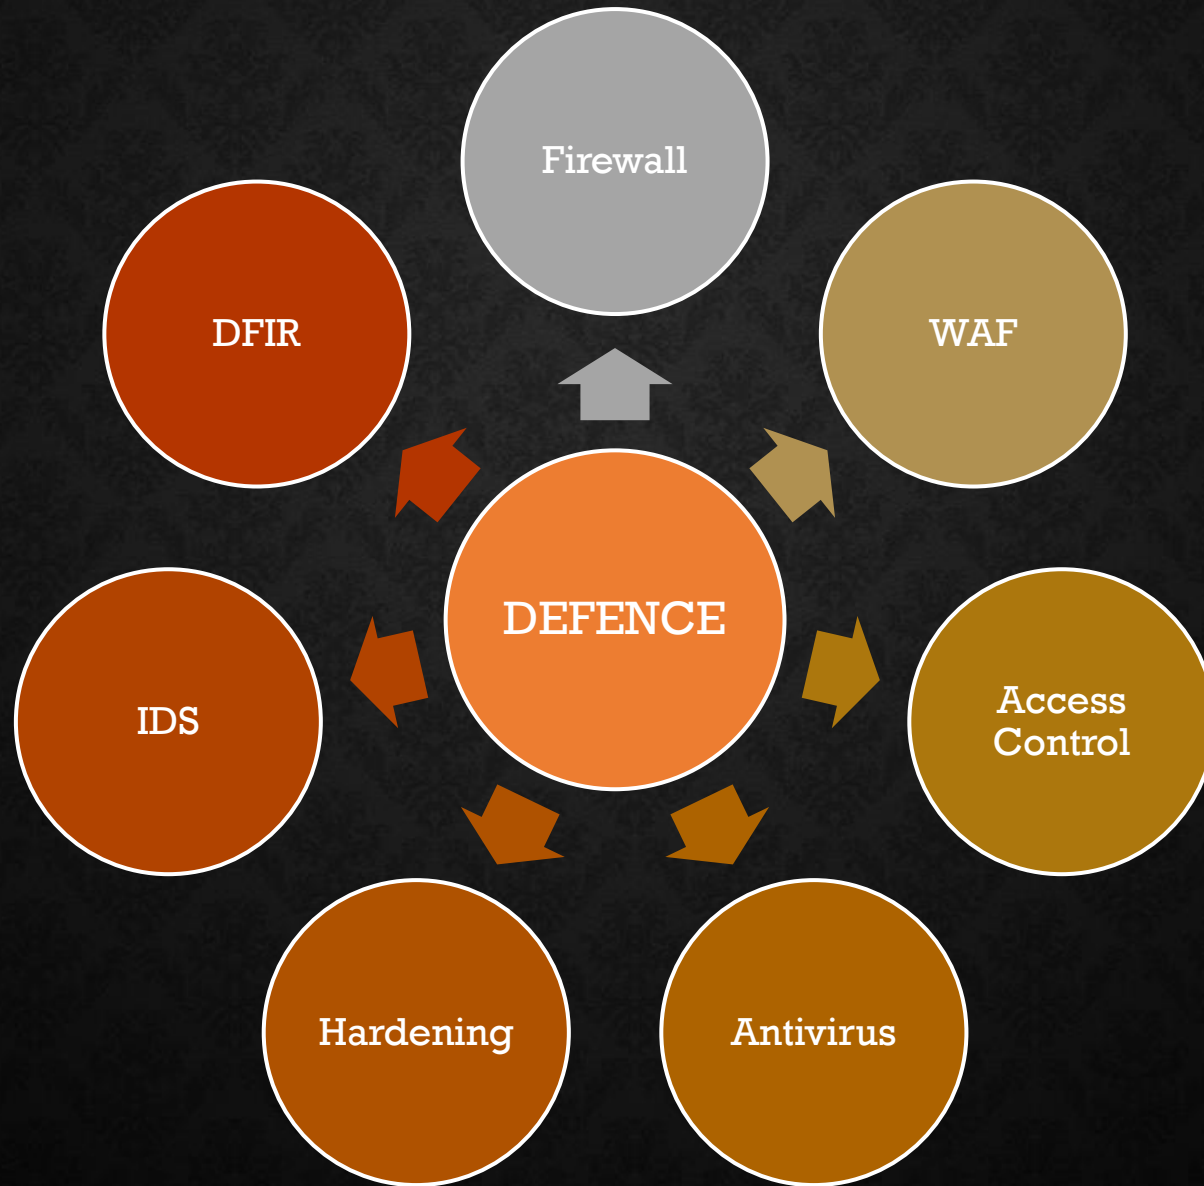 Firewall
WAF
Access
Control
Antivirus
Hardening
IDS
DFIR
DEFENCE